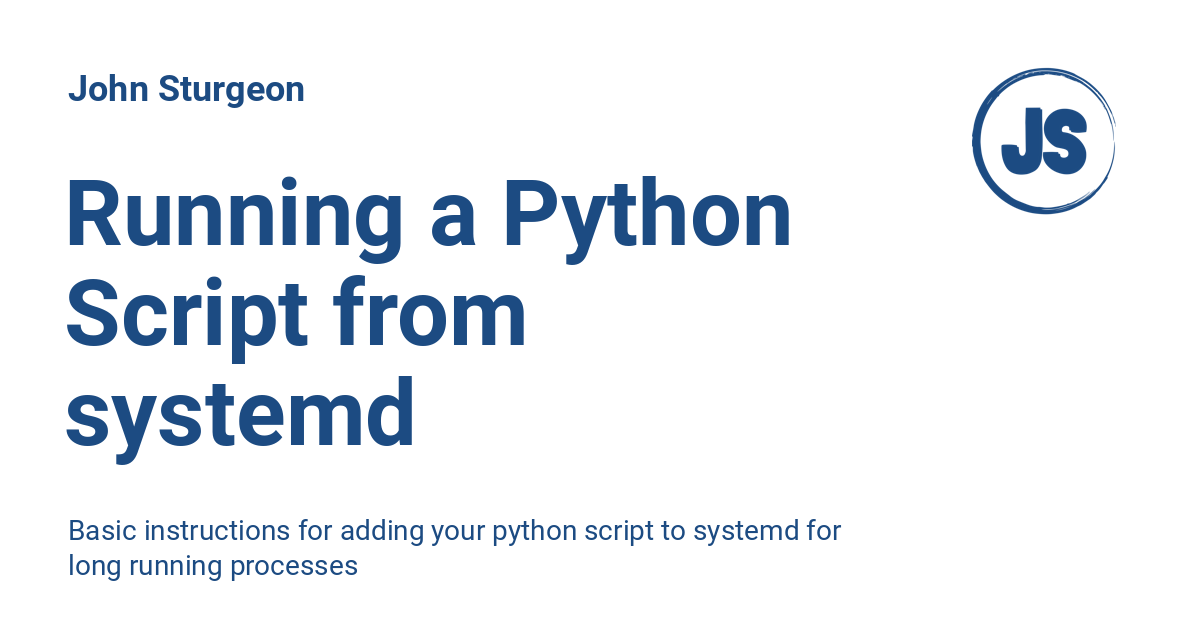 John Sturgeon
JS
Running a Python
Script from
systemd
Basic instructions for adding your python script to systemd for
long running processes